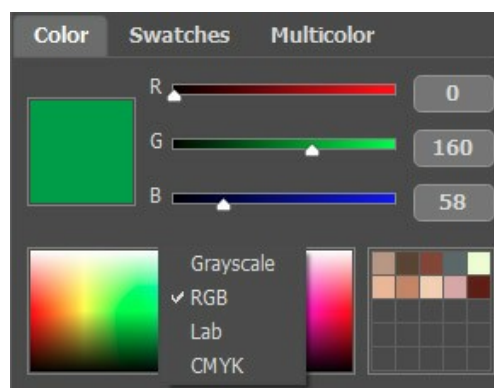 Color Swatches Multicolor
R 0
G 160
B 58
Grayscale
RGB
Lab
CMYK